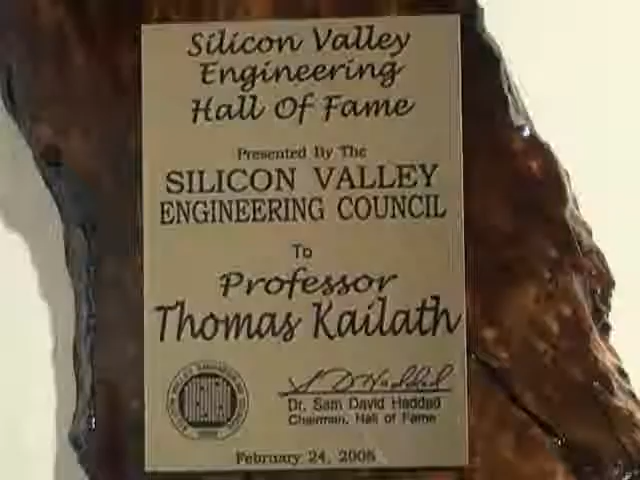 Silicon Valley
Engineering
Hall Of Fame
Presented By The
SILICON VALLEY
ENGINEERING COUNCIL
To
Professor
Thomas Kailath
Dr. Sam David Haddad
Chairman, Hall of Fame
February 24, 2006